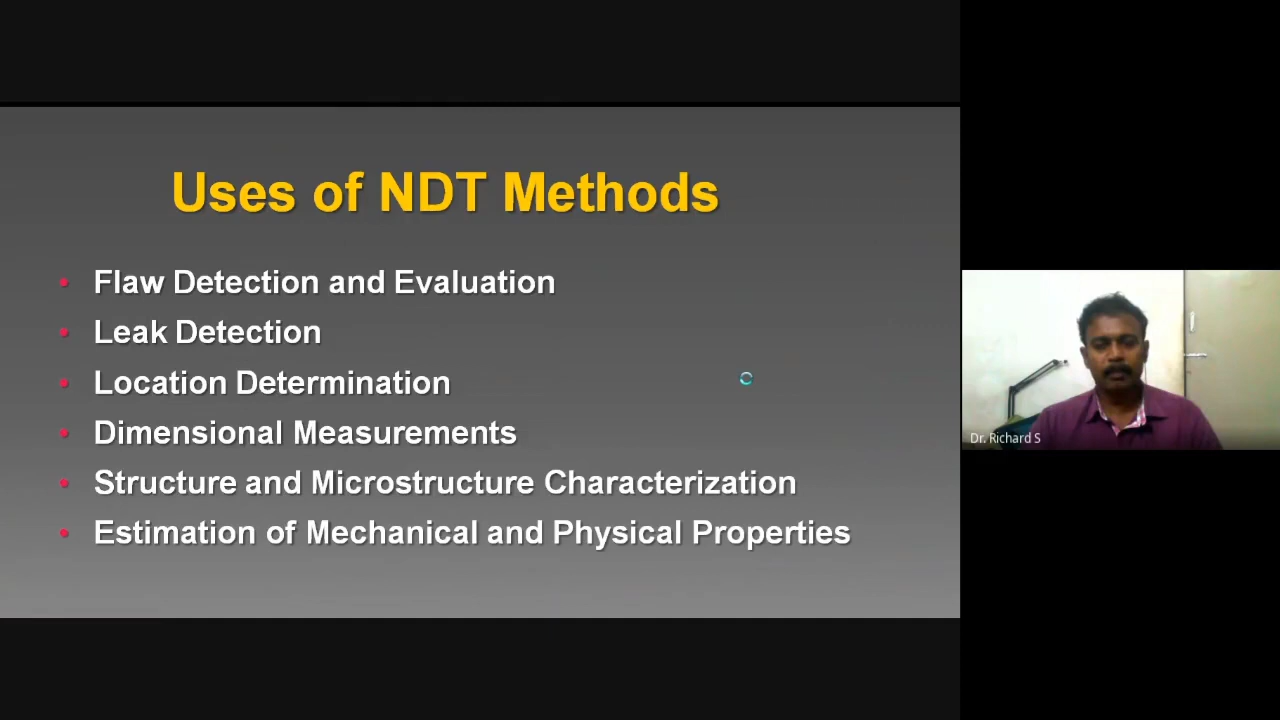 Uses of NDT Methods
• Flaw Detection and Evaluation
• Leak Detection
• Location Determination
• Dimensional Measurements
• Structure and Microstructure Characterization
• Estimation of Mechanical and Physical Properties
Dr. Richard S